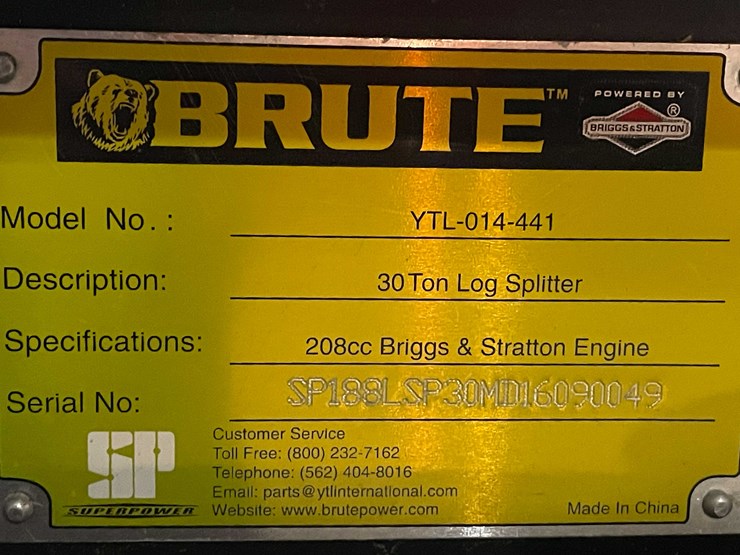 BRUTE™
POWERED BY
BRIGGS & STRATTON®
Model No. : YTL-014-441
Description: 30 Ton Log Splitter
Specifications: 208cc Briggs & Stratton Engine
Serial No: SP188LSP30MD16090049
SP
SUPERPOWER
Customer Service
Toll Free: (800) 232-7162
Telephone: (562) 404-8016
Email: parts@ytlinternational.com
Website: www.brutepower.com
Made In China